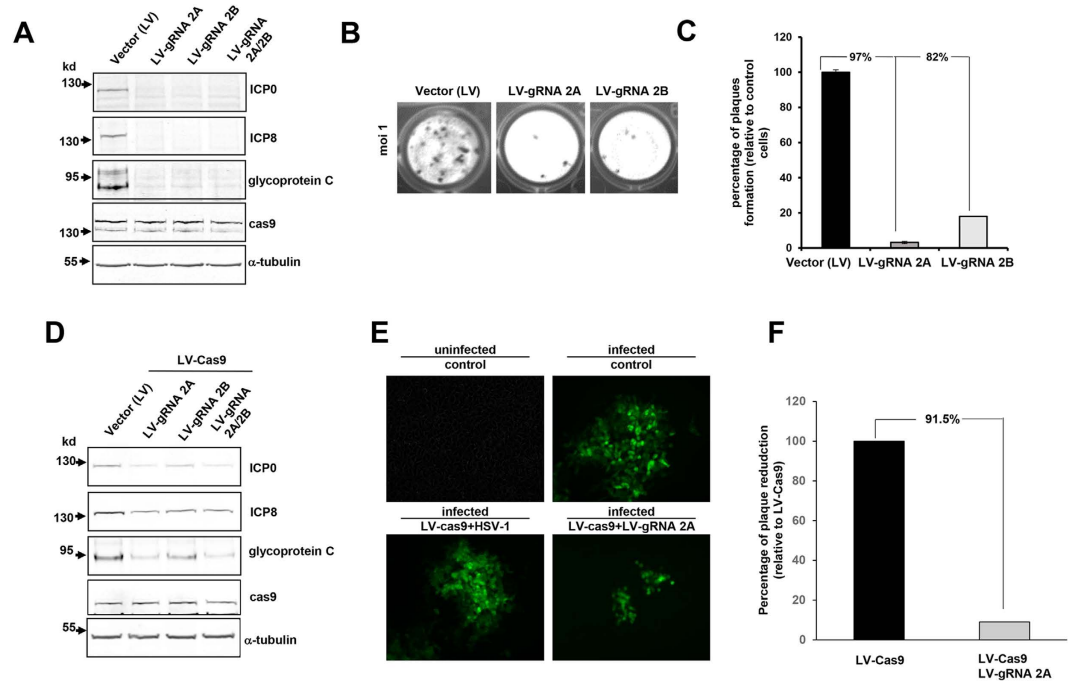 A
Vector (LV)
LV-gRNA 2A
LV-gRNA 2B
LV-gRNA
2A/2B
kd
130
ICP0
130
ICP8
95
glycoprotein C
cas9
130
55
α-tubulin
B
Vector (LV) LV-gRNA 2A LV-gRNA 2B
moi 1
C
percentage of plaques
formation (relative to control
cells)
120
100
80
60
40
20
0
97%
82%
Vector (LV) LV-gRNA 2A LV-gRNA 2B
D
LV-Cas9
Vector (LV)
LV-gRNA 2A
LV-gRNA 2B
LV-gRNA
2A/2B
kd
130
ICP0
130
ICP8
95
glycoprotein C
cas9
55
α-tubulin
E
uninfected
control
infected
control
infected
LV-cas9+HSV-1
infected
LV-cas9+LV-gRNA 2A
F
Percentage of plaque redudction
(relative to LV-Cas9)
120
100
80
60
40
20
0
91.5%
LV-Cas9
LV-Cas9
LV-gRNA 2A